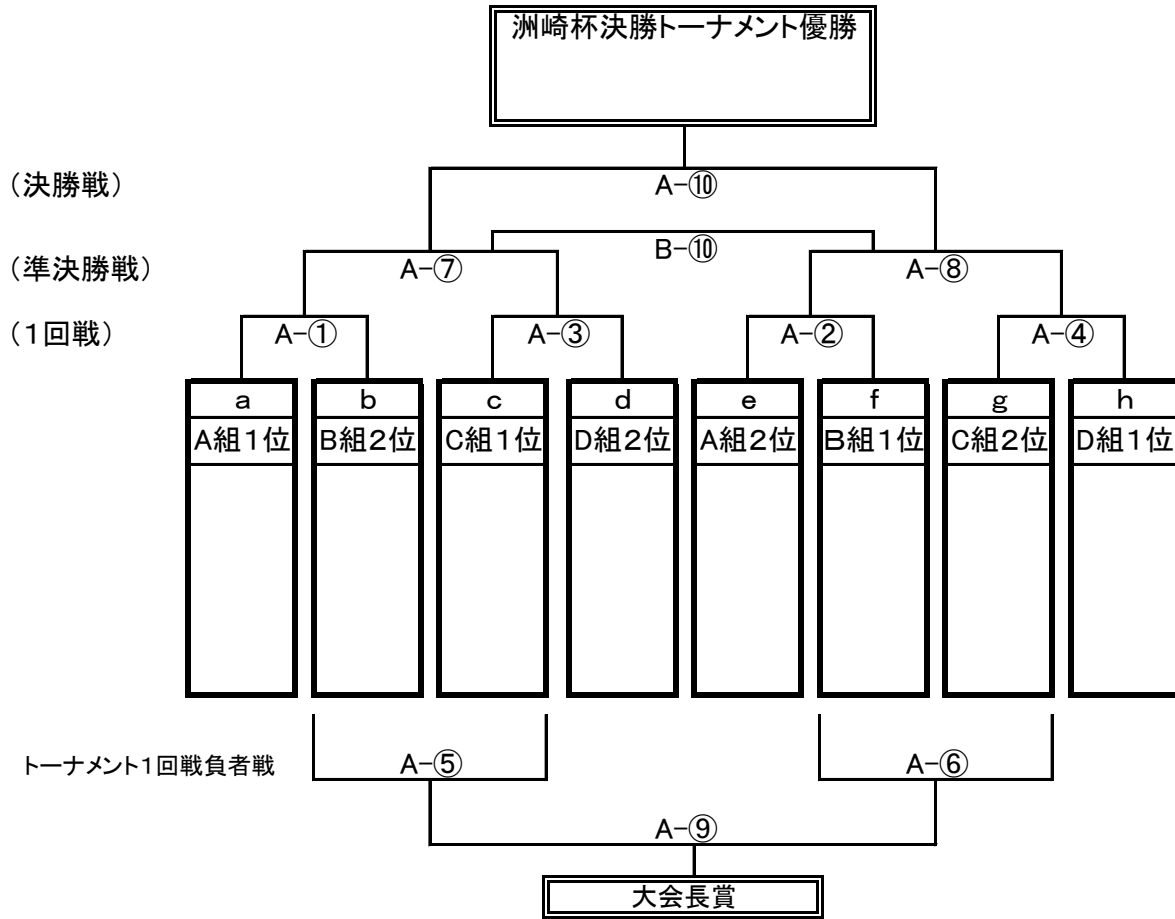 洲崎杯決勝トーナメント優勝
(決勝戦)
A-⑩
B-⑩
(準決勝戦)
A-⑦
A-⑧
(1回戦)
A-①
A-③
A-②
A-④
a b c d e f g h
A組1位 B組2位 C組1位 D組2位 A組2位 B組1位 C組2位 D組1位
トーナメント1回戦負者戦
A-⑤
A-⑥
A-⑨
大会長賞